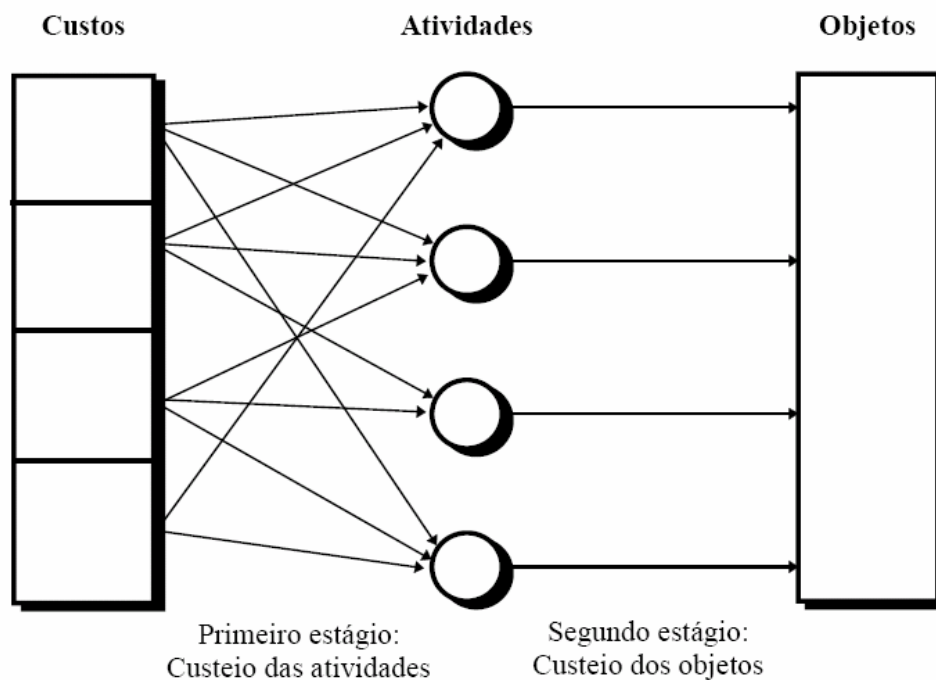 Custos
Atividades
Objetos
Primeiro estágio:
Custeio das atividades
Segundo estágio:
Custeio dos objetos